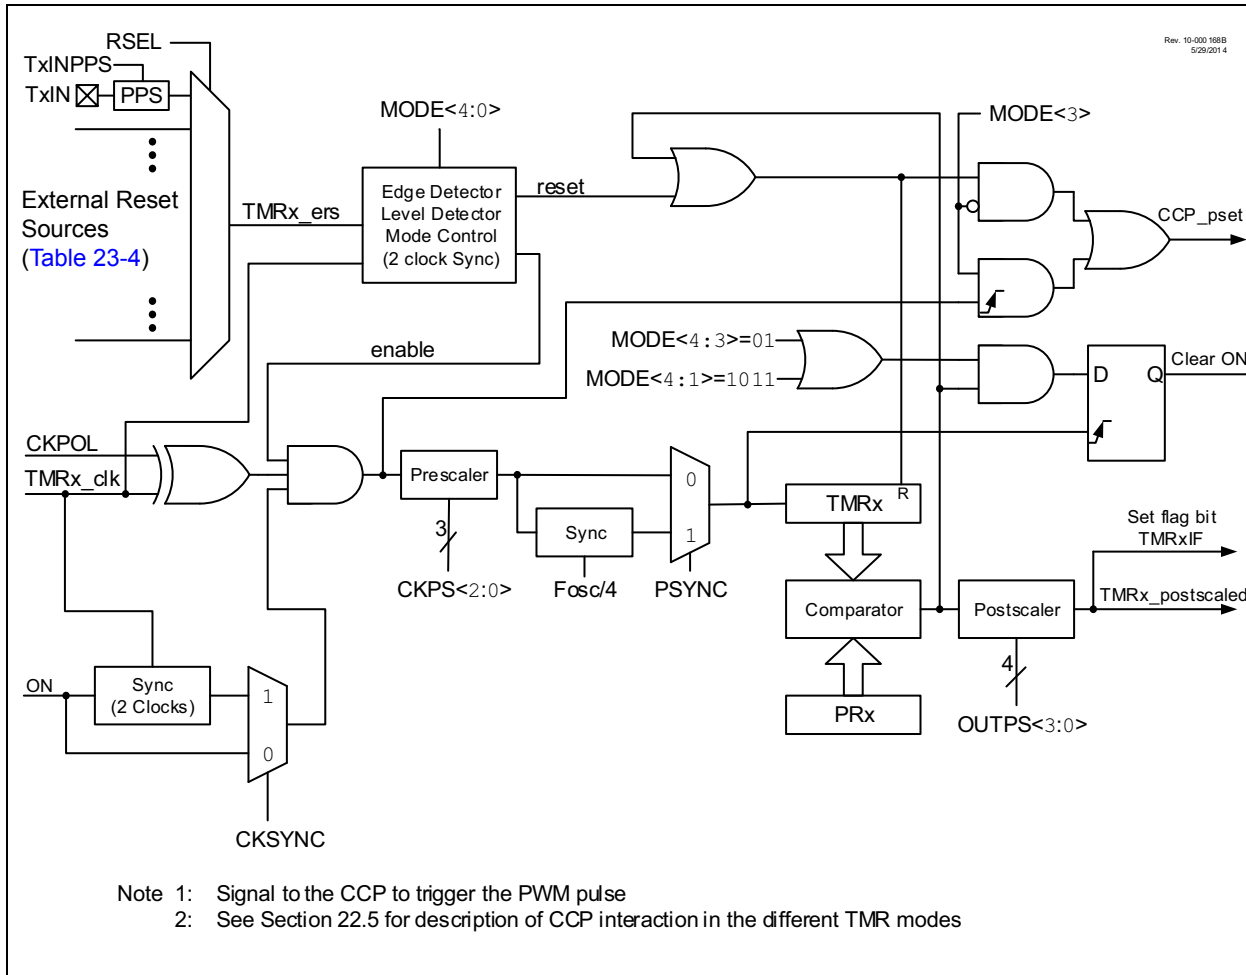 Rev. 10-000 168B
5/29/2014
RSEL
TxINPPS
TxIN
PPS
MODE<4:0>
MODE<3>
External Reset
Sources
(Table 23-4)
TMRx_ers
Edge Detector
Level Detector
Mode Control
(2 clock Sync)
reset
CCP_pset
enable
MODE<4:3>=01
MODE<4:1>=1011
D
Q
Clear ON
CKPOL
TMRx_clk
Prescaler
3
CKPS<2:0>
Sync
Fosc/4
0
1
PSYNC
TMRx
R
Comparator
PRx
Postscaler
4
OUTPS<3:0>
Set flag bit
TMRxIF
TMRx_postscaled
ON
Sync
(2 Clocks)
1
0
CKSYNC
Note 1: Signal to the CCP to trigger the PWM pulse
2: See Section 22.5 for description of CCP interaction in the different TMR modes